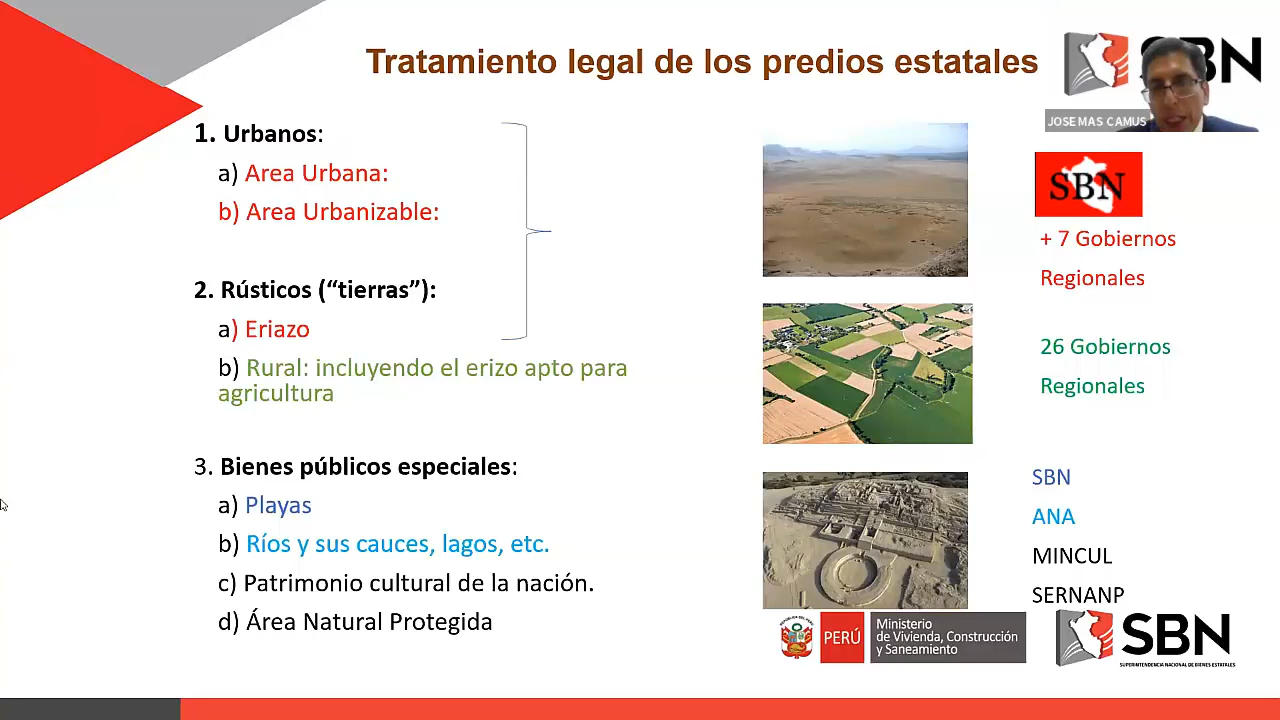 Tratamiento legal de los predios estatales
SBN
JOSE MAS CAMUS
1. Urbanos:
a) Area Urbana:
b) Area Urbanizable:
2. Rústicos (“tierras”):
a) Eriazo
b) Rural: incluyendo el erizo apto para
agricultura
3. Bienes públicos especiales:
a) Playas
b) Ríos y sus cauces, lagos, etc.
c) Patrimonio cultural de la nación.
d) Área Natural Protegida
SBN
+ 7 Gobiernos
Regionales
26 Gobiernos
Regionales
SBN
ANA
MINCUL
SERNANP
REPÚBLICA DEL PERÚ
PERÚ
Ministerio
de Vivienda, Construcción
y Saneamiento
SBN
SUPERINTENDENCIA NACIONAL DE BIENES ESTATALES